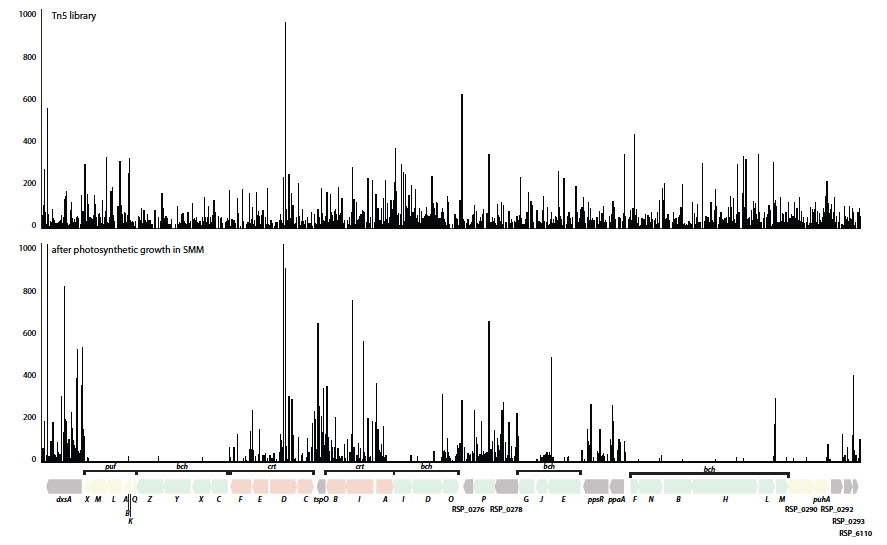 1000
Tn5 library
800
600
400
200
0
1000
after photosynthetic growth in SMM
800
600
400
200
0
puf bch crt crt bch bch bch
dxsA X M L A Q Z Y X C F E D C tspO B I A I D O P G J E ppsR ppaA F N B H L M puhA
B RSP_0276 RSP_0278 RSP_0290 RSP_0292
K RSP_0293
RSP_6110